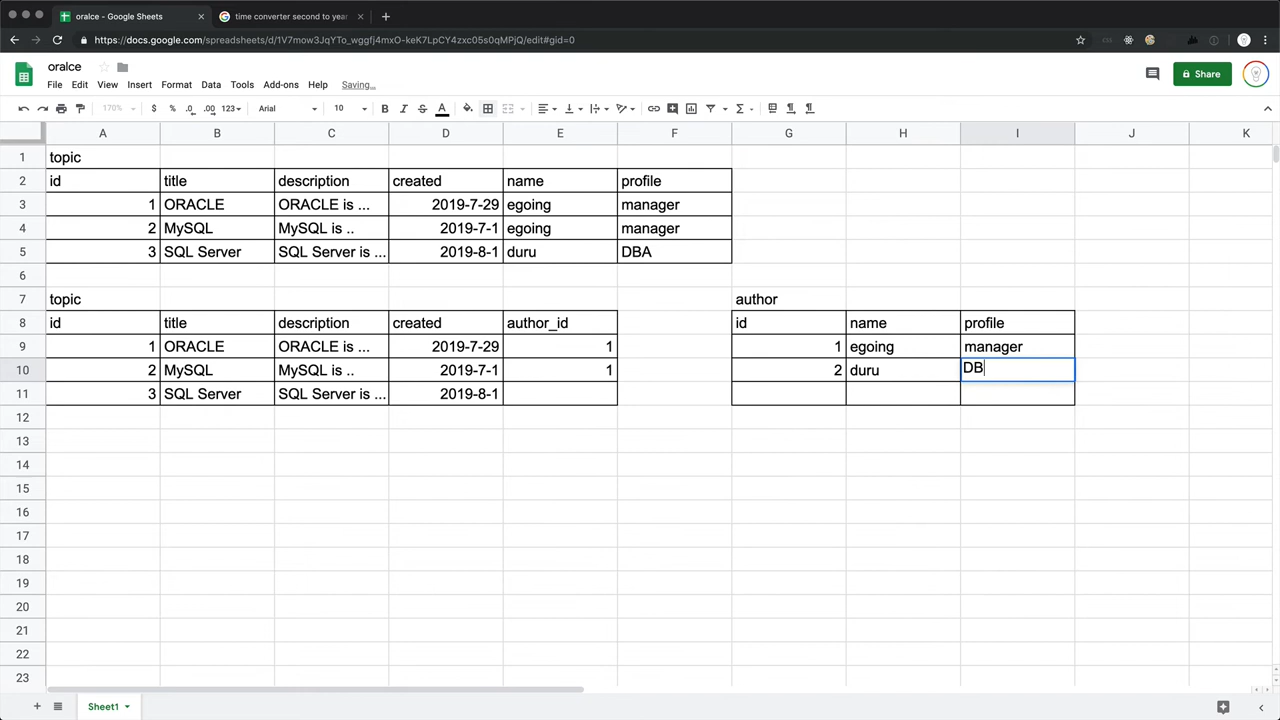 oralce - Google Sheets
time converter second to year
https://docs.google.com/spreadsheets/d/1V7mow3JqYTo_wggfj4mxO-keK7LpCY4zxc05s0qMPjQ/edit#gid=0
oralce
File Edit View Insert Format Data Tools Add-ons Help Saving...
Share
170% $ % .0 .00 123 Arial 10 B I S A
A B C D E F G H I J K
1 topic
2 id title description created name profile
3 1 ORACLE ORACLE is ... 2019-7-29 egoing manager
4 2 MySQL MySQL is .. 2019-7-1 egoing manager
5 3 SQL Server SQL Server is ... 2019-8-1 duru DBA
6
7 topic author
8 id title description created author_id id name profile
9 1 ORACLE ORACLE is ... 2019-7-29 1 1 egoing manager
10 2 MySQL MySQL is .. 2019-7-1 1 2 duru DB
11 3 SQL Server SQL Server is ... 2019-8-1
12
13
14
15
16
17
18
19
20
21
22
23
Sheet1